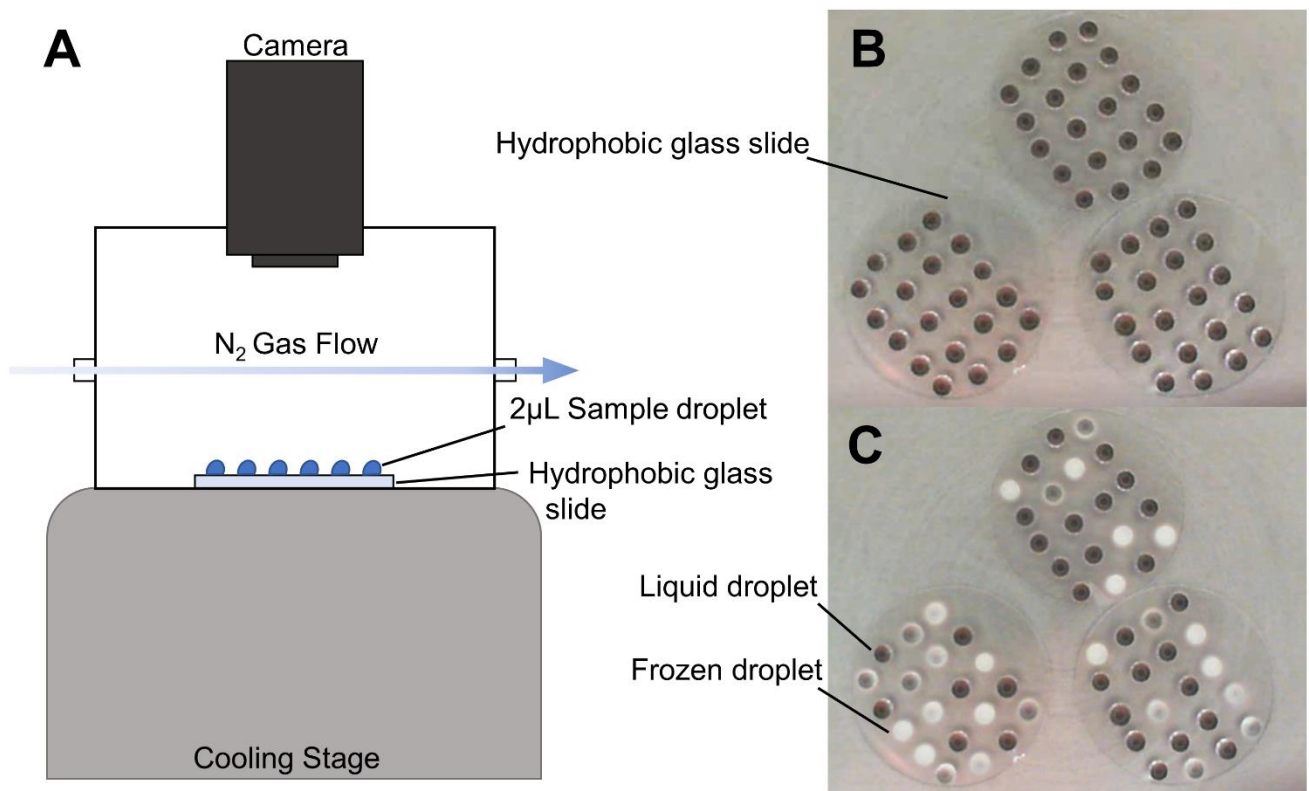 A
Camera
N₂ Gas Flow
2µL Sample droplet
Hydrophobic glass
slide
Cooling Stage
B
Hydrophobic glass slide
C
Liquid droplet
Frozen droplet